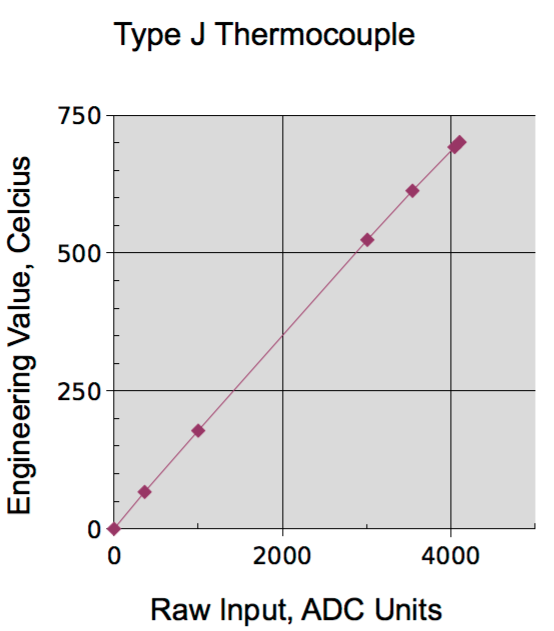 Type J Thermocouple
750
500
250
0
Engineering Value, Celcius
0 2000 4000
Raw Input, ADC Units